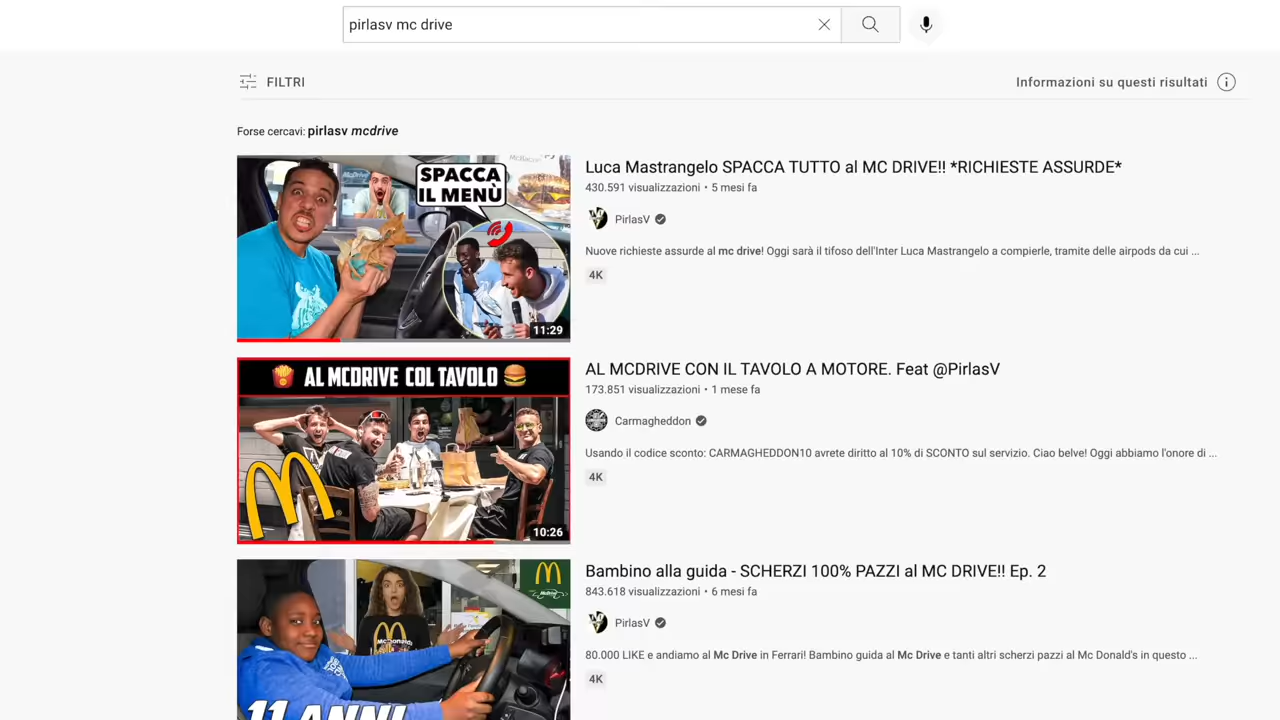 pirlasv mc drive
FILTRI
Informazioni su questi risultati
Forse cercavi: pirlasv mcdrive
SPACCA
IL MENÙ
11:29
Luca Mastrangelo SPACCA TUTTO al MC DRIVE!! *RICHIESTE ASSURDE*
430.591 visualizzazioni • 5 mesi fa
PirlasV
Nuove richieste assurde al mc drive! Oggi sarà il tifoso dell'Inter Luca Mastrangelo a compierle, tramite delle airpods da cui ...
4K
AL MCDRIVE COL TAVOLO
10:26
AL MCDRIVE CON IL TAVOLO A MOTORE. Feat @PirlasV
173.851 visualizzazioni • 1 mese fa
Carmagheddon
Usando il codice sconto: CARMAGHEDDON10 avrete diritto al 10% di SCONTO sul servizio. Ciao belve! Oggi abbiamo l'onore di ...
4K
McDonald's
11 ANNI
Bambino alla guida - SCHERZI 100% PAZZI al MC DRIVE!! Ep. 2
843.618 visualizzazioni • 6 mesi fa
PirlasV
80.000 LIKE e andiamo al Mc Drive in Ferrari! Bambino guida al Mc Drive e tanti altri scherzi pazzi al Mc Donald's in questo ...
4K